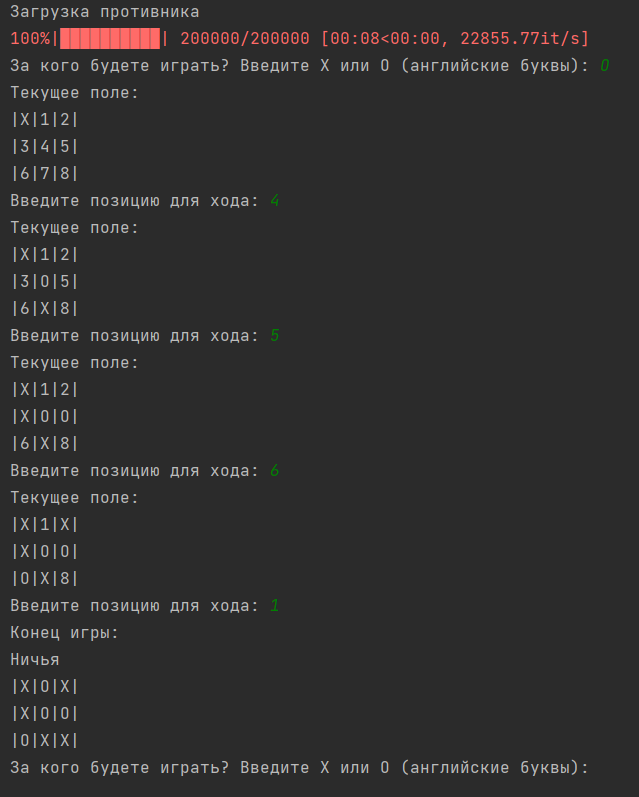 Загрузка противника
100%|██████████| 200000/200000 [00:08<00:00, 22855.77it/s]
За кого будете играть? Введите X или O (английские буквы): O
Текущее поле:
|X|1|2|
|3|4|5|
|6|7|8|
Введите позицию для хода: 4
Текущее поле:
|X|1|2|
|3|O|5|
|6|X|8|
Введите позицию для хода: 5
Текущее поле:
|X|1|2|
|X|O|O|
|6|X|8|
Введите позицию для хода: 6
Текущее поле:
|X|1|X|
|X|O|O|
|O|X|8|
Введите позицию для хода: 1
Конец игры:
Ничья
|X|O|X|
|X|O|O|
|O|X|X|
За кого будете играть? Введите X или O (английские буквы):